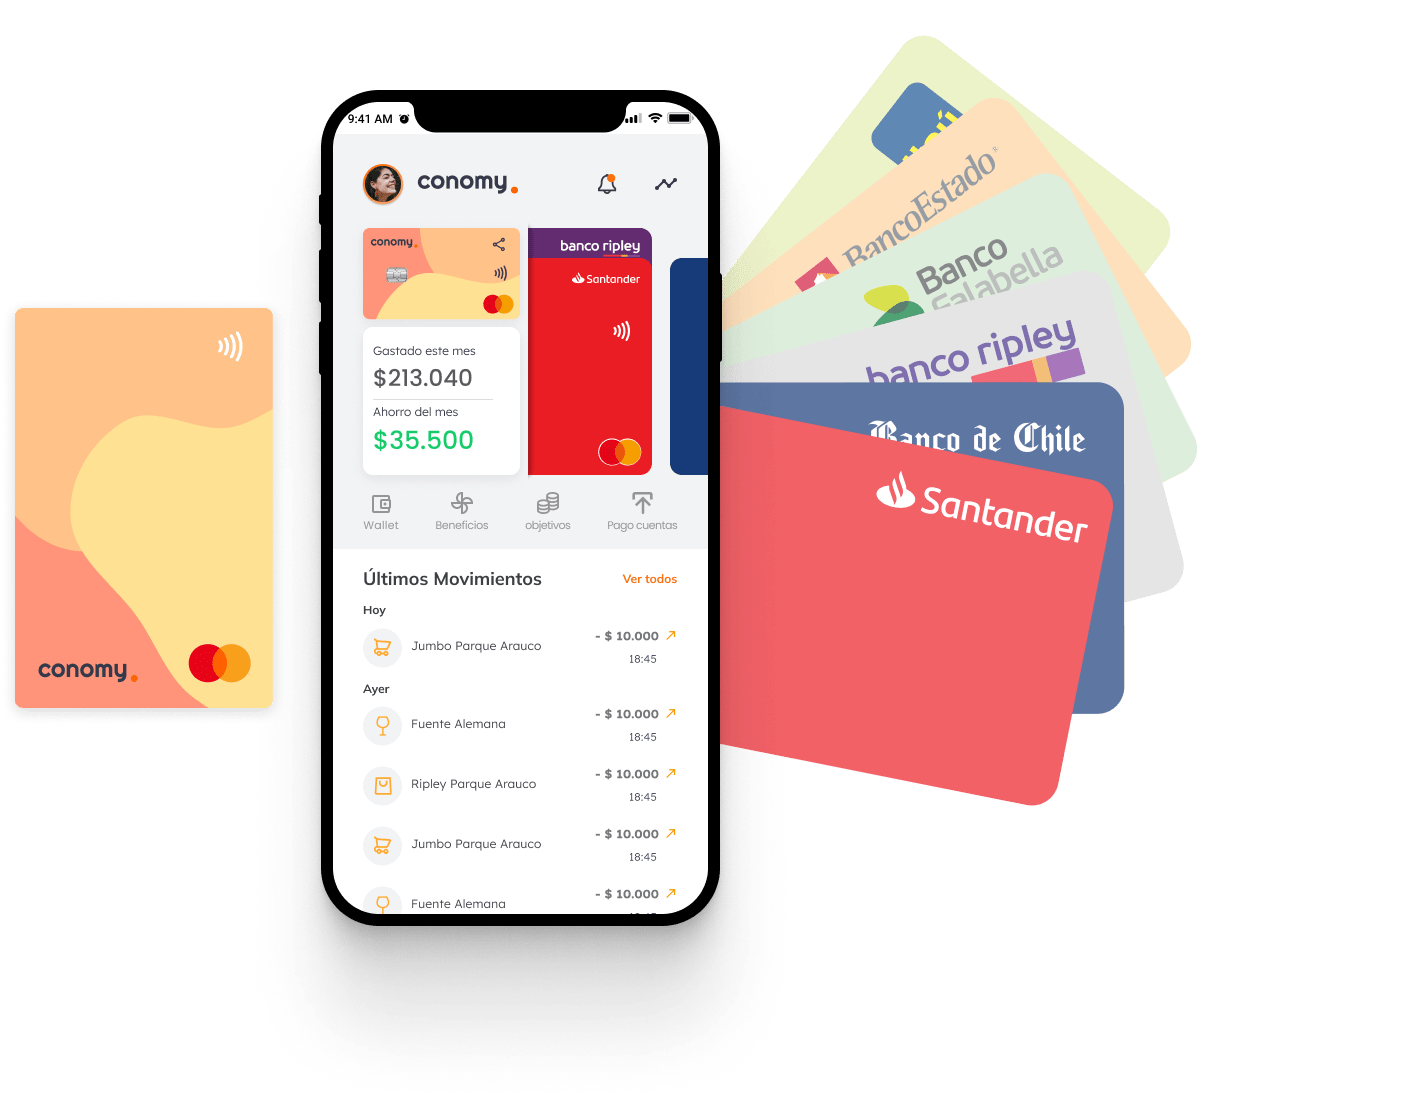 9:41 AM
conomy.
conomy.
Gastado este mes
$213.040
Ahorro del mes
$35.500
banco ripley
Santander
Wallet
Beneficios
objetivos
Pago cuentas
Últimos Movimientos
Ver todos
Hoy
Jumbo Parque Arauco
- $ 10.000
18:45
Ayer
Fuente Alemana
- $ 10.000
18:45
Ripley Parque Arauco
- $ 10.000
18:45
Jumbo Parque Arauco
- $ 10.000
18:45
Fuente Alemana
- $ 10.000
conomy.
BancoEstado®
Banco
Falabella
banco ripley
Banco de Chile
Santander